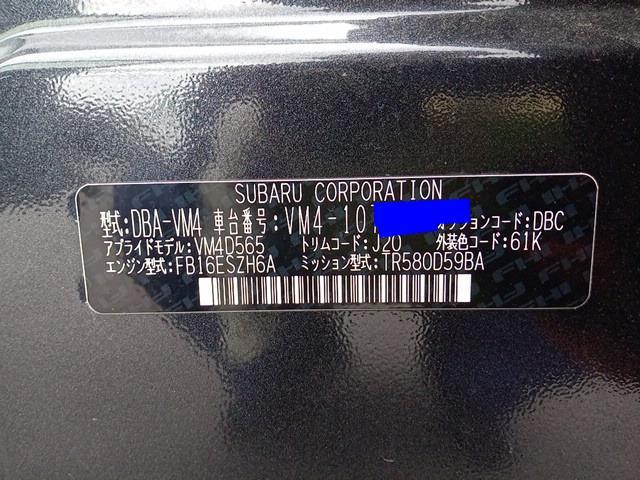 SUBARU CORPORATION
型式:DBA-VM4 車台番号:VM4-10 オプションコード:DBC
アプライドモデル:VM4D565 トリムコード:J20 外装色コード:61K
エンジン型式:FB16ESZH6A ミッション型式:TR580D59BA